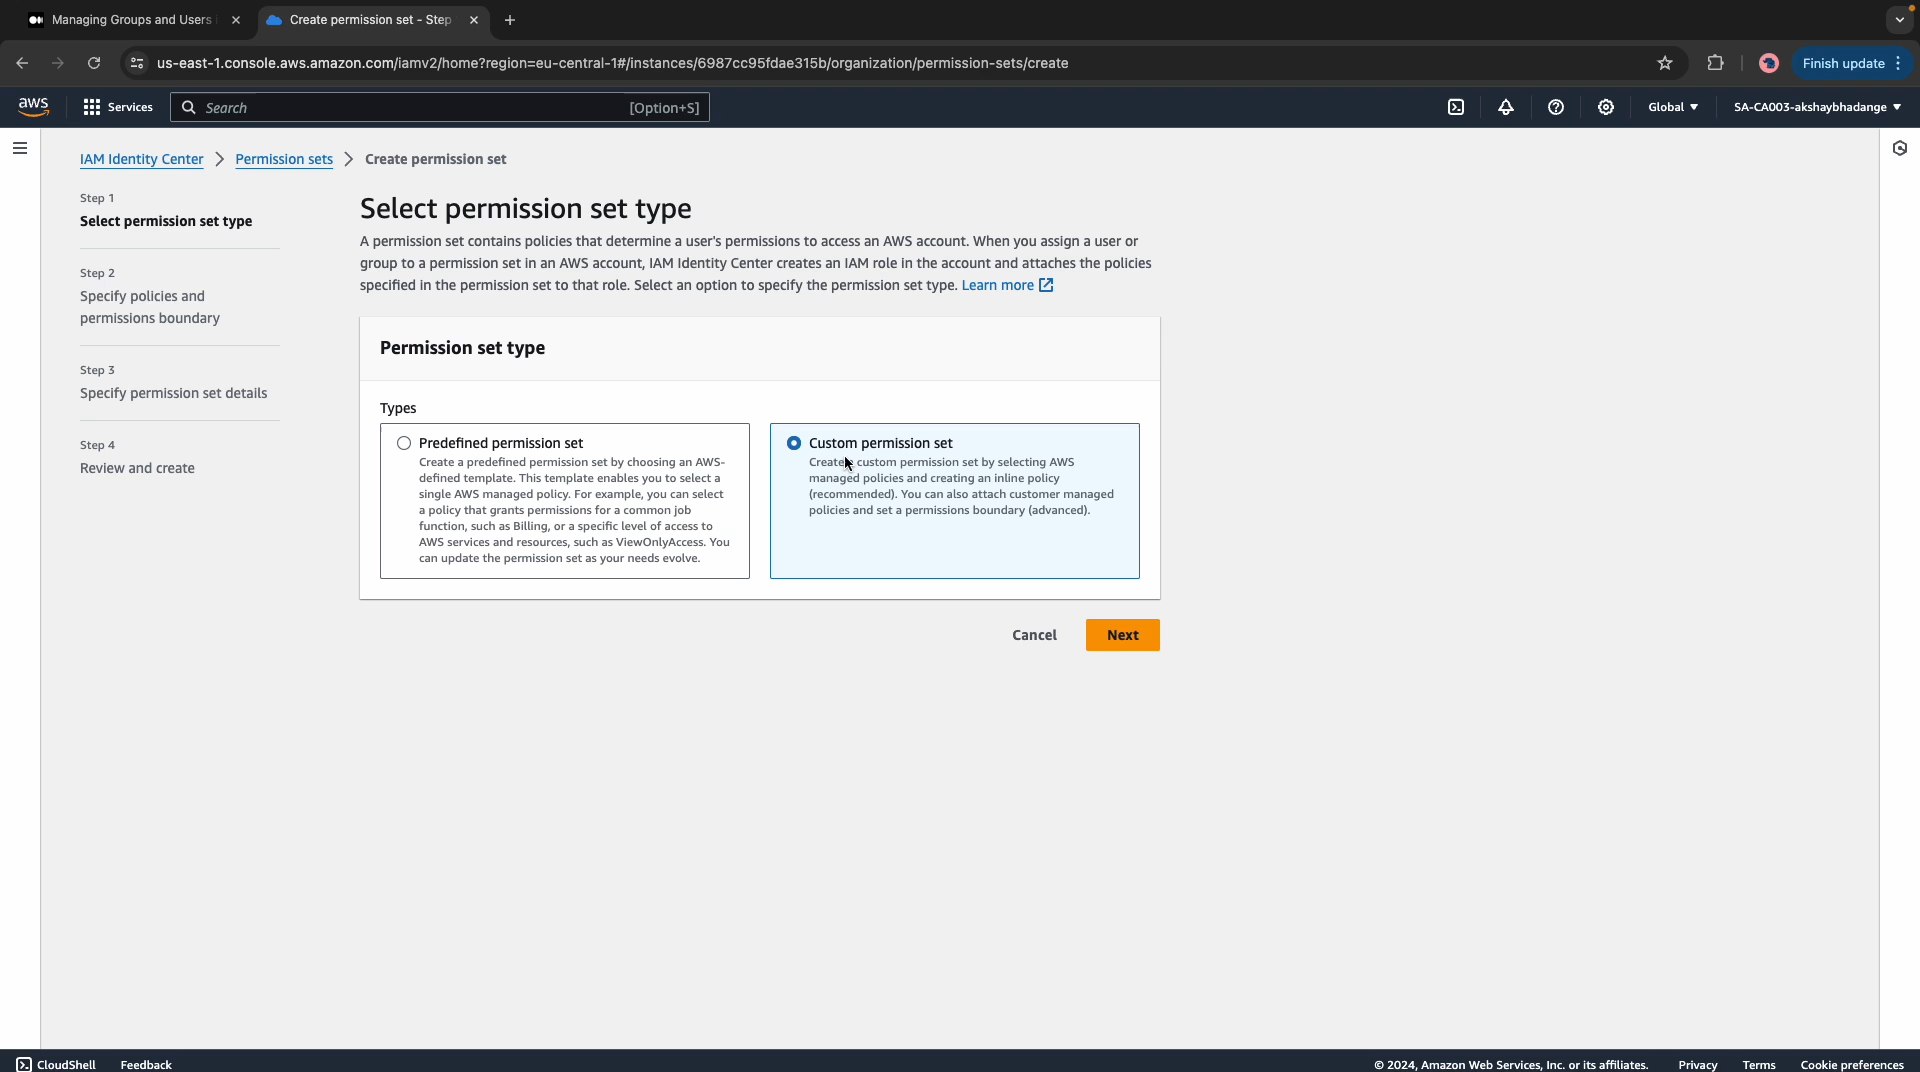 Managing Groups and Users
Create permission set - Step
us-east-1.console.aws.amazon.com/iamv2/home?region=eu-central-1#/instances/6987cc95fdae315b/organization/permission-sets/create
Finish update
aws
Services
Search
[Option+S]
Global
SA-CA003-akshaybhadange
IAM Identity Center
Permission sets
Create permission set
Step 1
Select permission set type
Step 2
Specify policies and
permissions boundary
Step 3
Specify permission set details
Step 4
Review and create
Select permission set type
A permission set contains policies that determine a user's permissions to access an AWS account. When you assign a user or
group to a permission set in an AWS account, IAM Identity Center creates an IAM role in the account and attaches the policies
specified in the permission set to that role. Select an option to specify the permission set type. Learn more
Permission set type
Types
Predefined permission set
Create a predefined permission set by choosing an AWS-
defined template. This template enables you to select a
single AWS managed policy. For example, you can select
a policy that grants permissions for a common job
function, such as Billing, or a specific level of access to
AWS services and resources, such as ViewOnlyAccess. You
can update the permission set as your needs evolve.
Custom permission set
Create a custom permission set by selecting AWS
managed policies and creating an inline policy
(recommended). You can also attach customer managed
policies and set a permissions boundary (advanced).
Cancel
Next
CloudShell
Feedback
© 2024, Amazon Web Services, Inc. or its affiliates.
Privacy
Terms
Cookie preferences